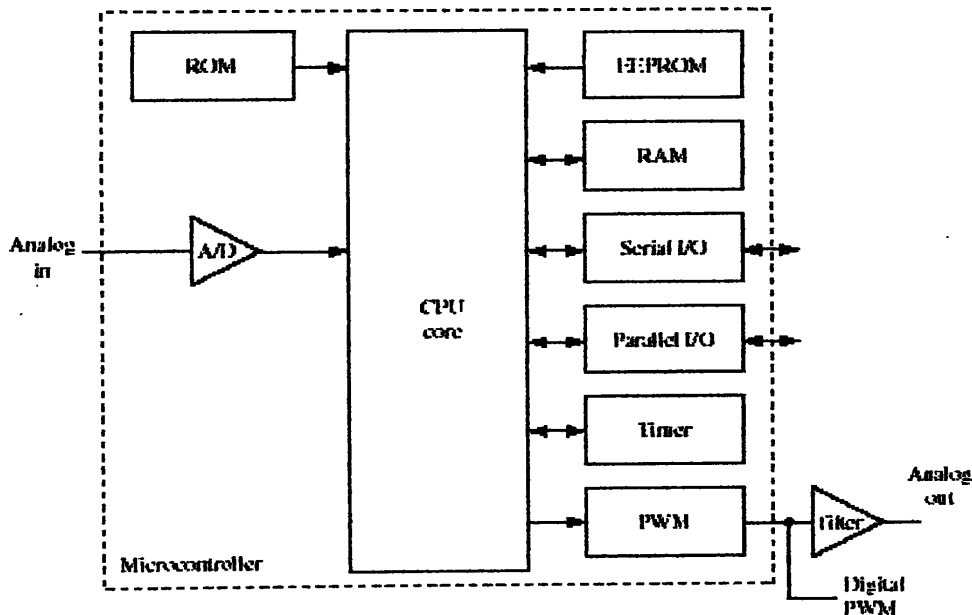 ROM
EEPROM
RAM
Analog
in
A/D
Serial I/O
CPU
core
Parallel I/O
Timer
Analog
out
PWM
Filter
Microcontroller
Digital
PWM